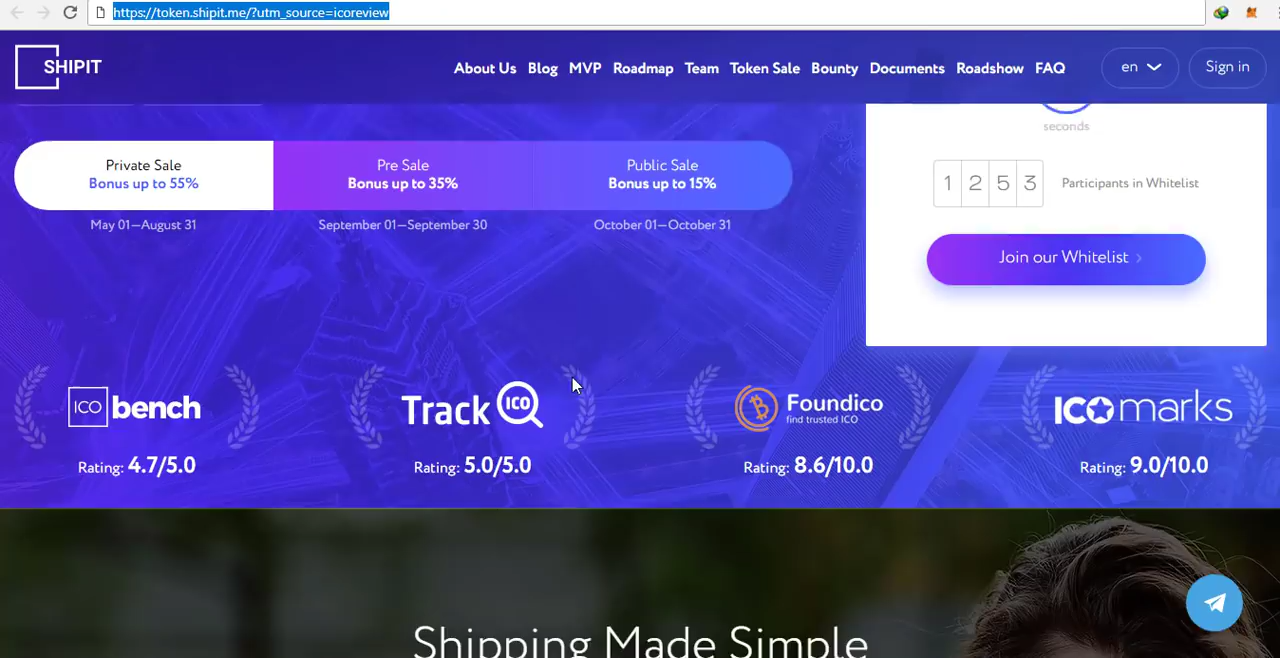 https://token.shipit.me/?utm_source=icoreview
SHIPIT
About Us Blog MVP Roadmap Team Token Sale Bounty Documents Roadshow FAQ
en
Sign in
Private Sale
Bonus up to 55%
May 01—August 31
Pre Sale
Bonus up to 35%
September 01—September 30
Public Sale
Bonus up to 15%
October 01—October 31
seconds
1 2 5 3
Participants in Whitelist
Join our Whitelist ›
ICO bench
Rating: 4.7/5.0
Track ICO
Rating: 5.0/5.0
Foundico
find trusted ICO
Rating: 8.6/10.0
ICOmarks
Rating: 9.0/10.0
Shipping Made Simple